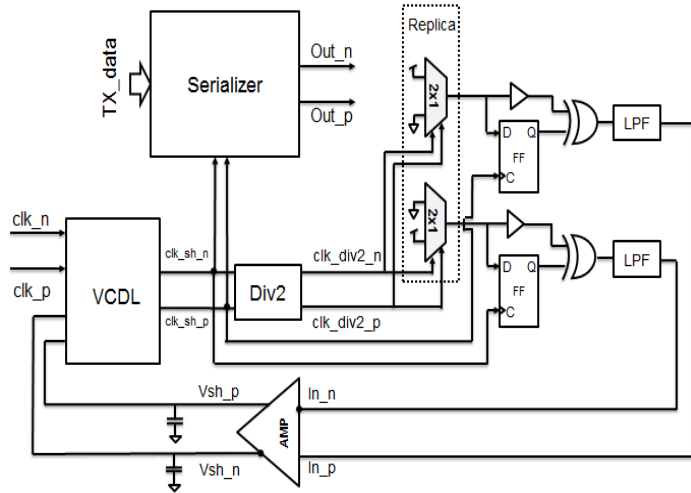 Replica
TX_data
Serializer
Out_n
Out_p
2x1
D Q
FF
C
LPF
clk_n
clk_p
VCDL
clk_sh_n
clk_sh_p
Div2
clk_div2_n
clk_div2_p
2x1
D Q
FF
C
LPF
Vsh_p
Vsh_n
AMP
In_n
In_p